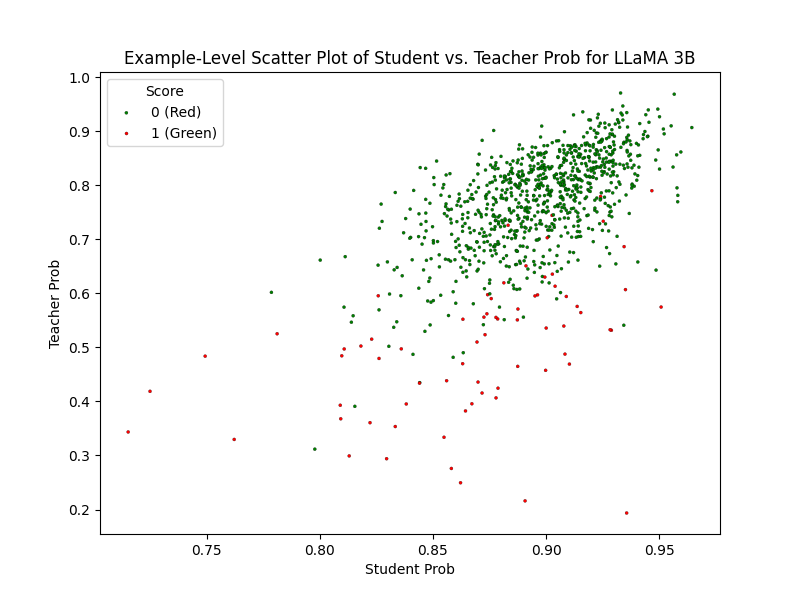 Example-Level Scatter Plot of Student vs. Teacher Prob for LLaMA 3B
Score
0 (Red)
1 (Green)
Teacher Prob
1.0
0.9
0.8
0.7
0.6
0.5
0.4
0.3
0.2
0.75 0.80 0.85 0.90 0.95
Student Prob